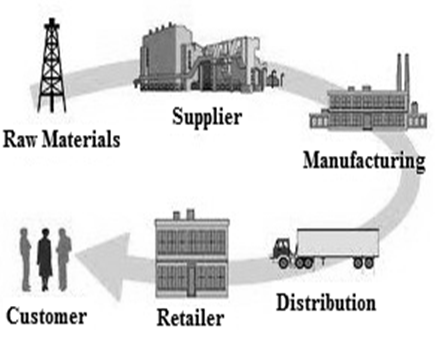 Raw Materials
Supplier
Manufacturing
Distribution
Retailer
Customer